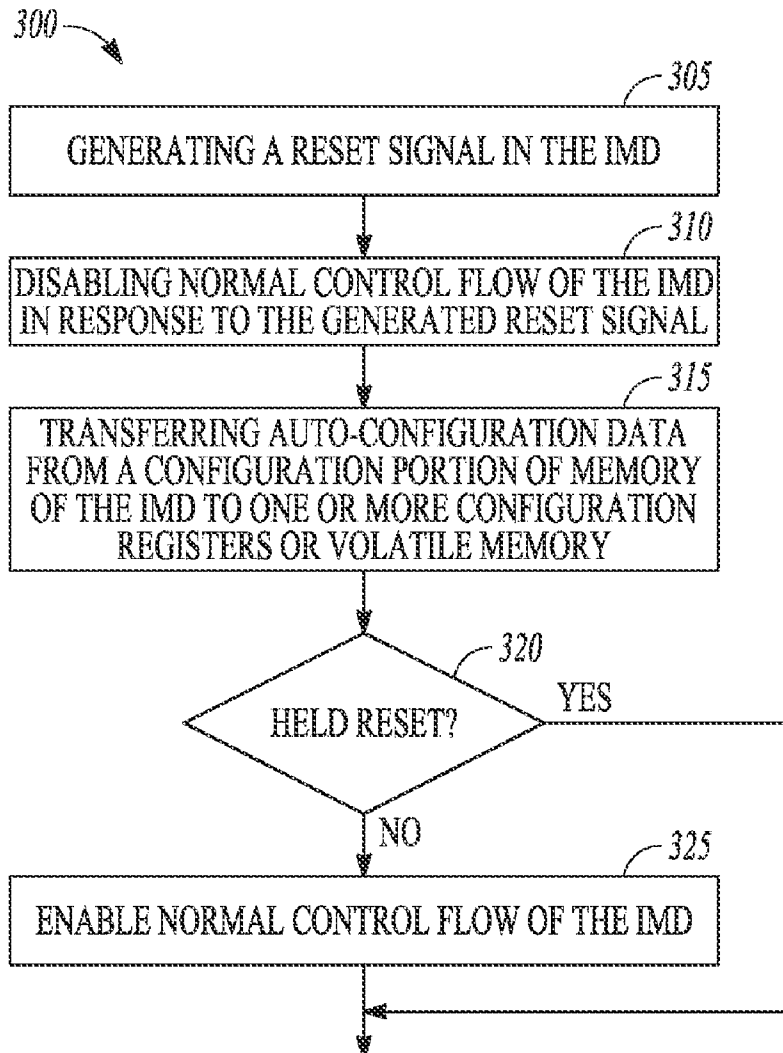 300
305
GENERATING A RESET SIGNAL IN THE IMD
310
DISABLING NORMAL CONTROL FLOW OF THE IMD
IN RESPONSE TO THE GENERATED RESET SIGNAL
315
TRANSFERRING AUTO-CONFIGURATION DATA
FROM A CONFIGURATION PORTION OF MEMORY
OF THE IMD TO ONE OR MORE CONFIGURATION
REGISTERS OR VOLATILE MEMORY
320
HELD RESET?
YES
NO
325
ENABLE NORMAL CONTROL FLOW OF THE IMD